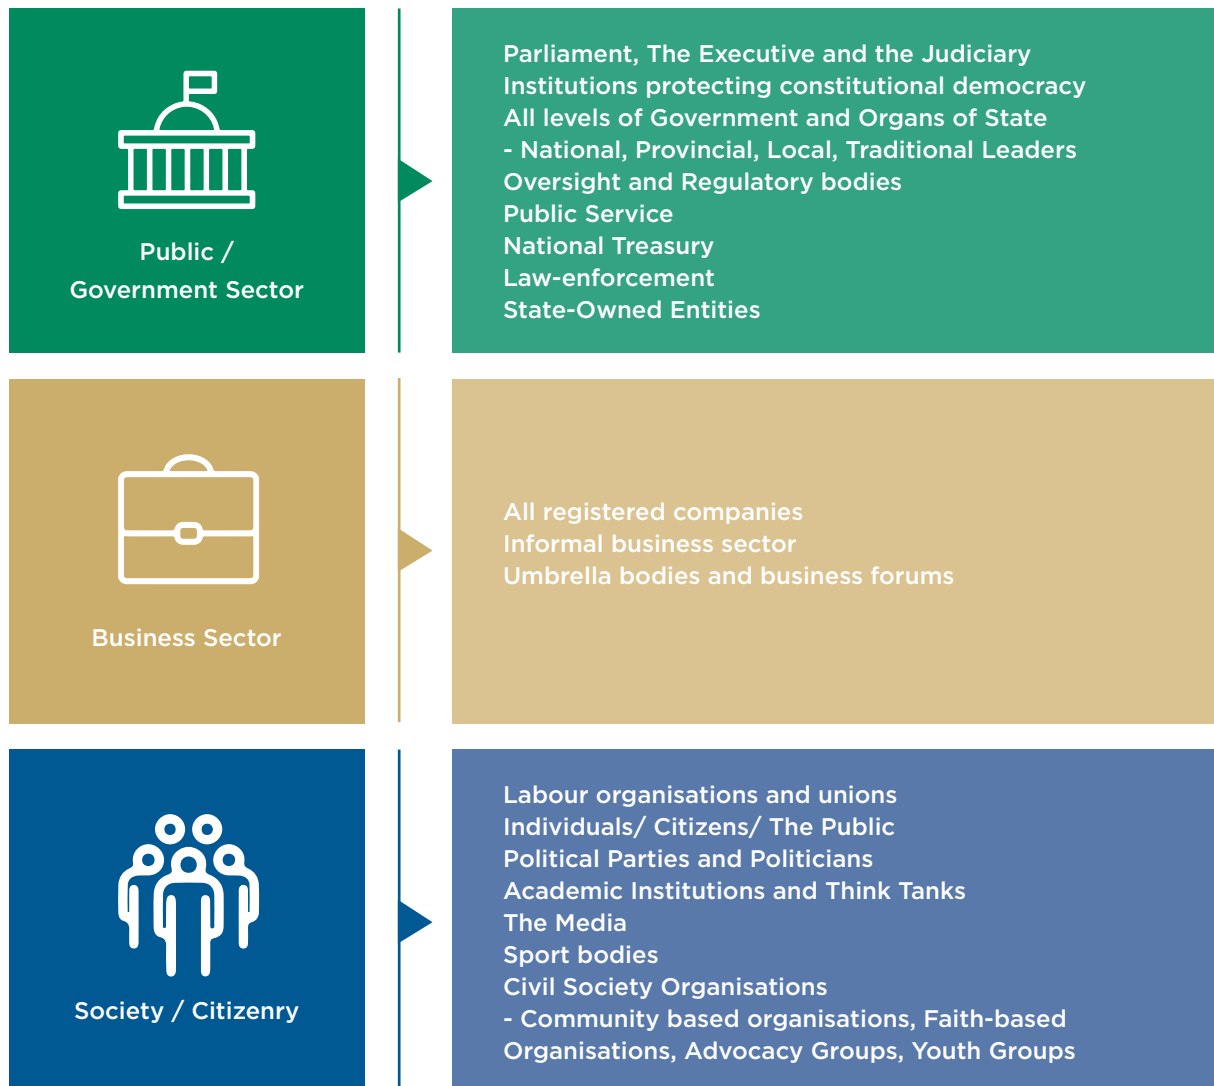 Public /
Government Sector
Parliament, The Executive and the Judiciary
Institutions protecting constitutional democracy
All levels of Government and Organs of State
- National, Provincial, Local, Traditional Leaders
Oversight and Regulatory bodies
Public Service
National Treasury
Law-enforcement
State-Owned Entities
Business Sector
All registered companies
Informal business sector
Umbrella bodies and business forums
Society / Citizenry
Labour organisations and unions
Individuals/ Citizens/ The Public
Political Parties and Politicians
Academic Institutions and Think Tanks
The Media
Sport bodies
Civil Society Organisations
- Community based organisations, Faith-based
Organisations, Advocacy Groups, Youth Groups